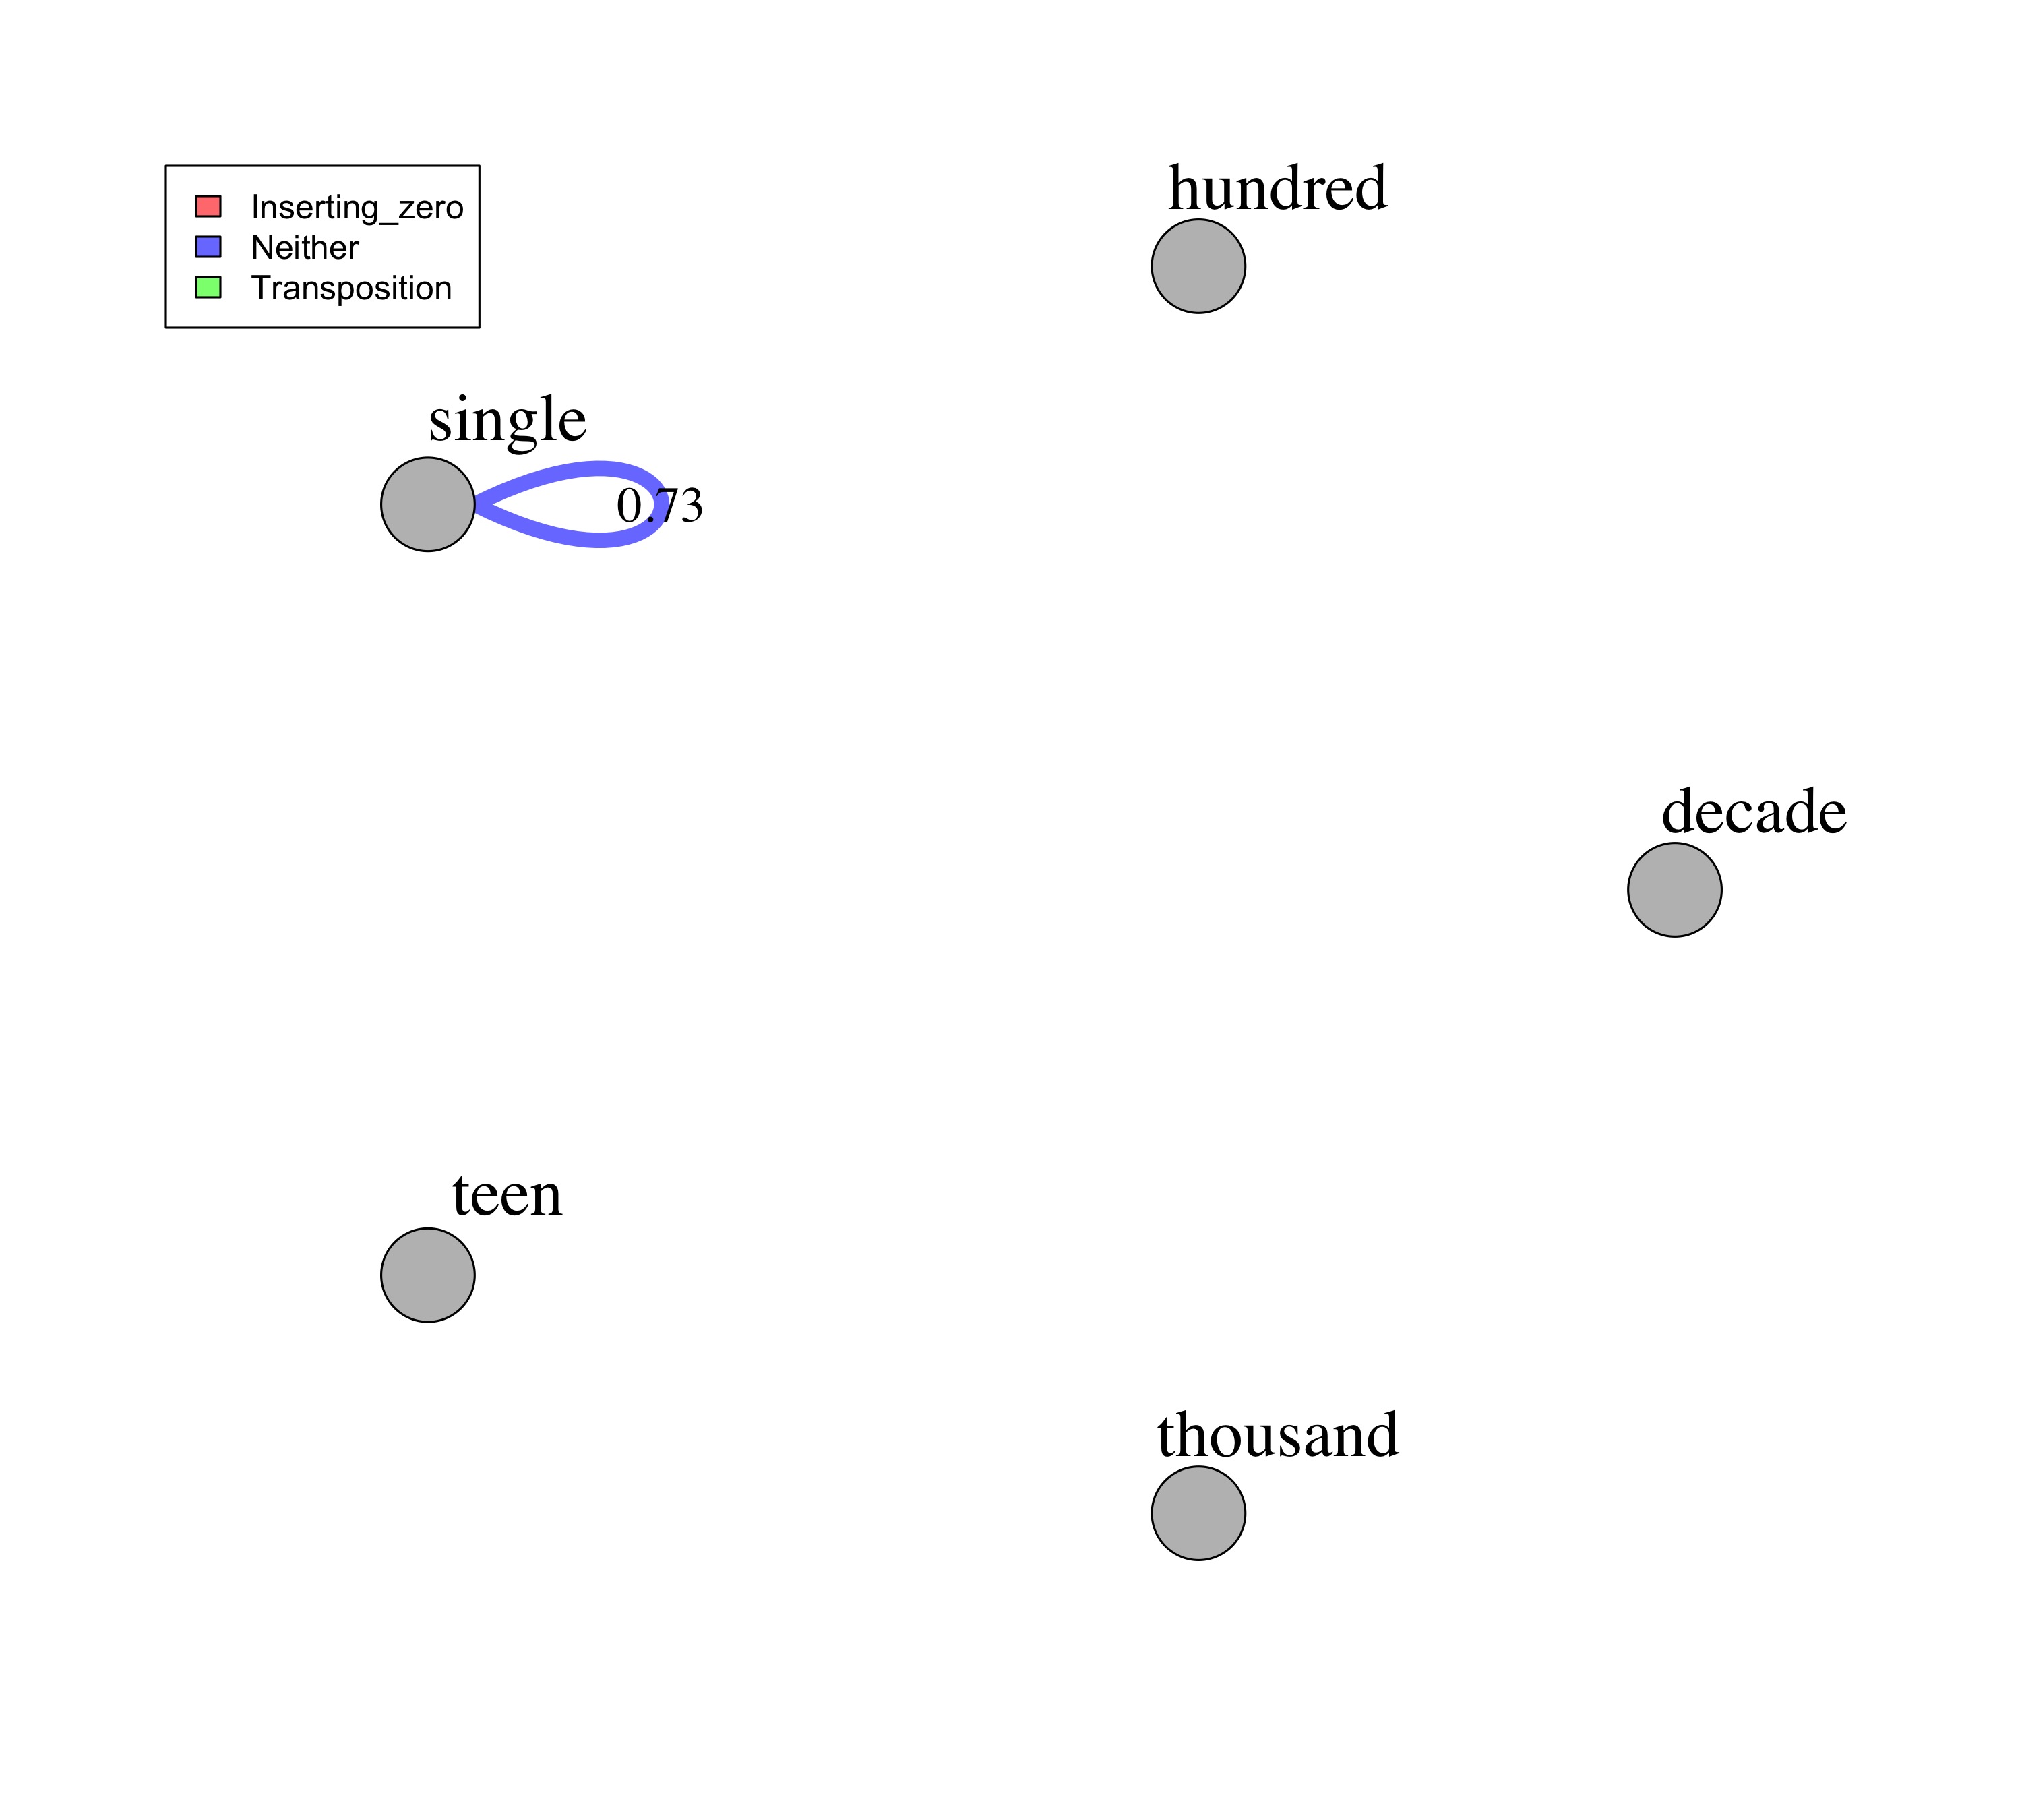 hundred
Inserting_zero
Neither
Transposition
single
0.73
decade
teen
thousand